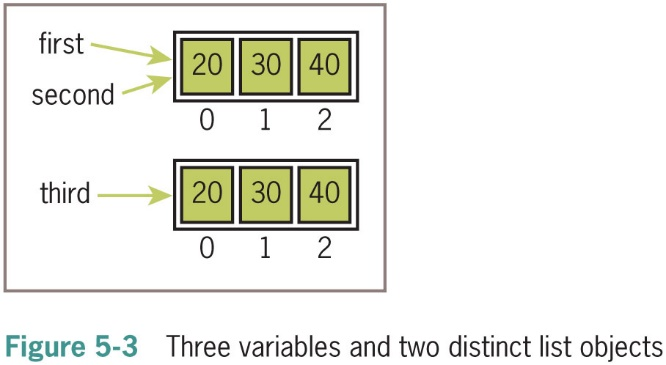 first
second
20 30 40
0 1 2
third
20 30 40
0 1 2
Figure 5-3 Three variables and two distinct list objects